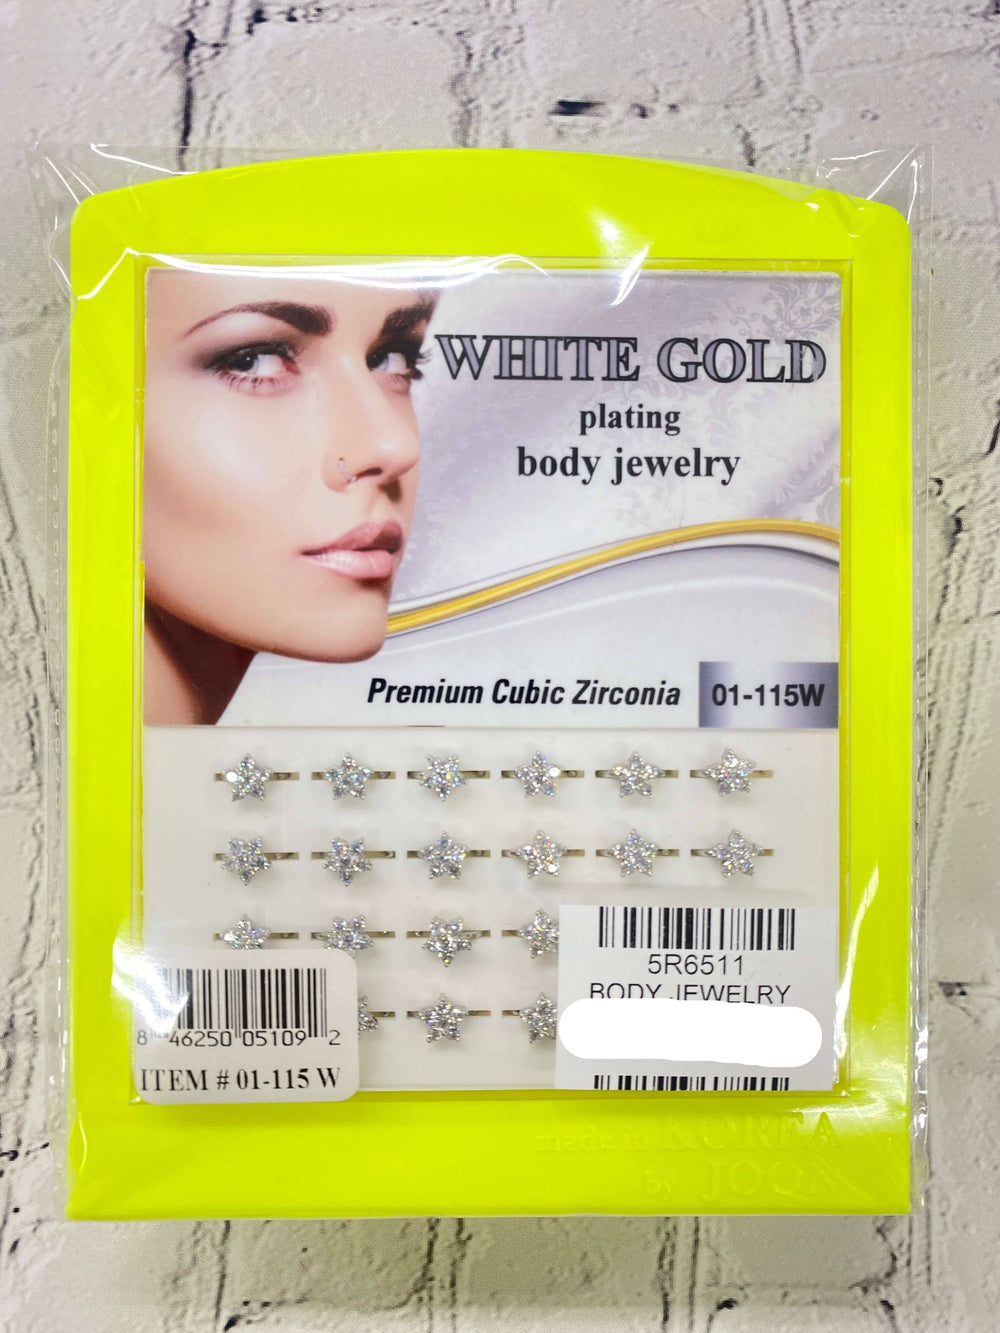 WHITE GOLD
plating
body jewelry
Premium Cubic Zirconia
01-115W
5R6511
BODY JEWELRY
8 46250 05109 2
ITEM # 01-115 W
made in KOREA
by JOOM